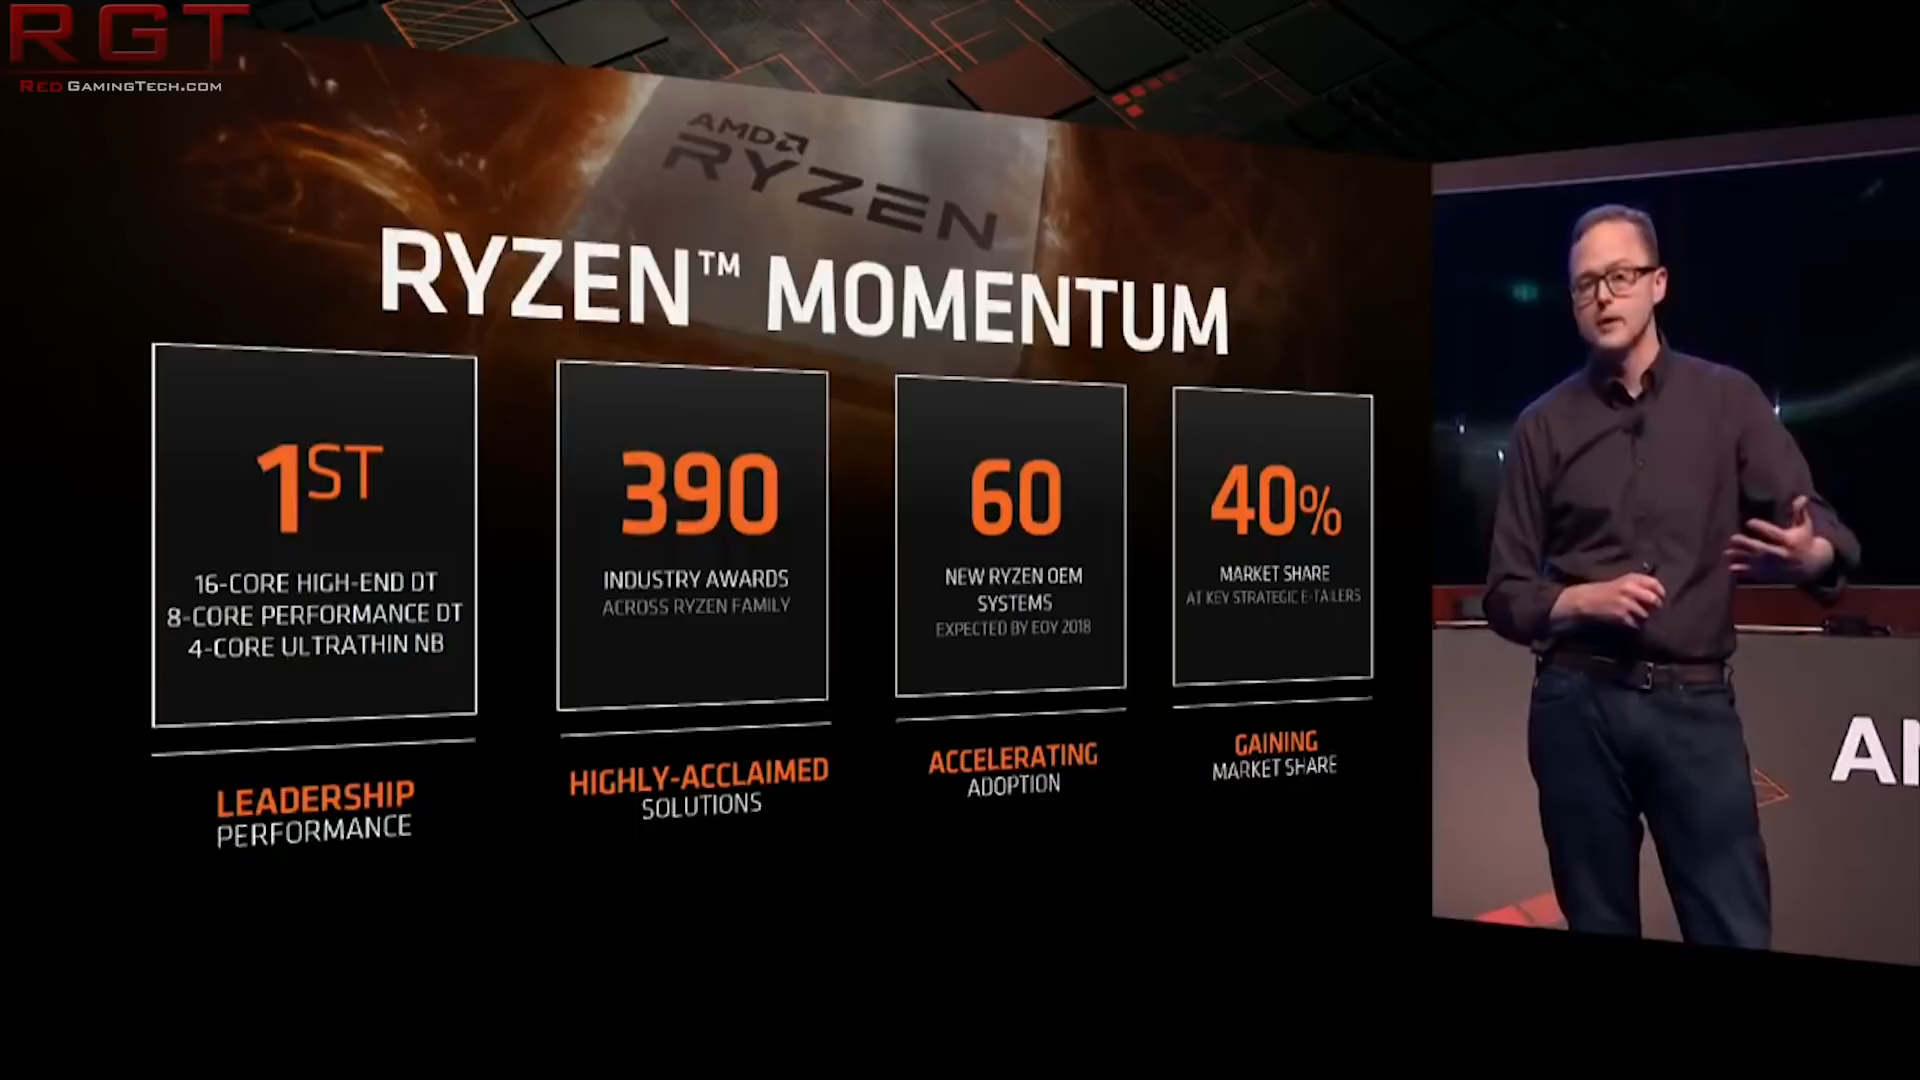 RGT
RedGamingTech.com
AMD
RYZEN
RYZEN™ MOMENTUM
1ST
16-CORE HIGH-END DT
8-CORE PERFORMANCE DT
4-CORE ULTRATHIN NB
LEADERSHIP
PERFORMANCE
390
INDUSTRY AWARDS
ACROSS RYZEN FAMILY
HIGHLY-ACCLAIMED
SOLUTIONS
60
NEW RYZEN OEM
SYSTEMS
EXPECTED BY EOY 2018
ACCELERATING
ADOPTION
40%
MARKET SHARE
AT KEY STRATEGIC E-TAILERS
GAINING
MARKET SHARE